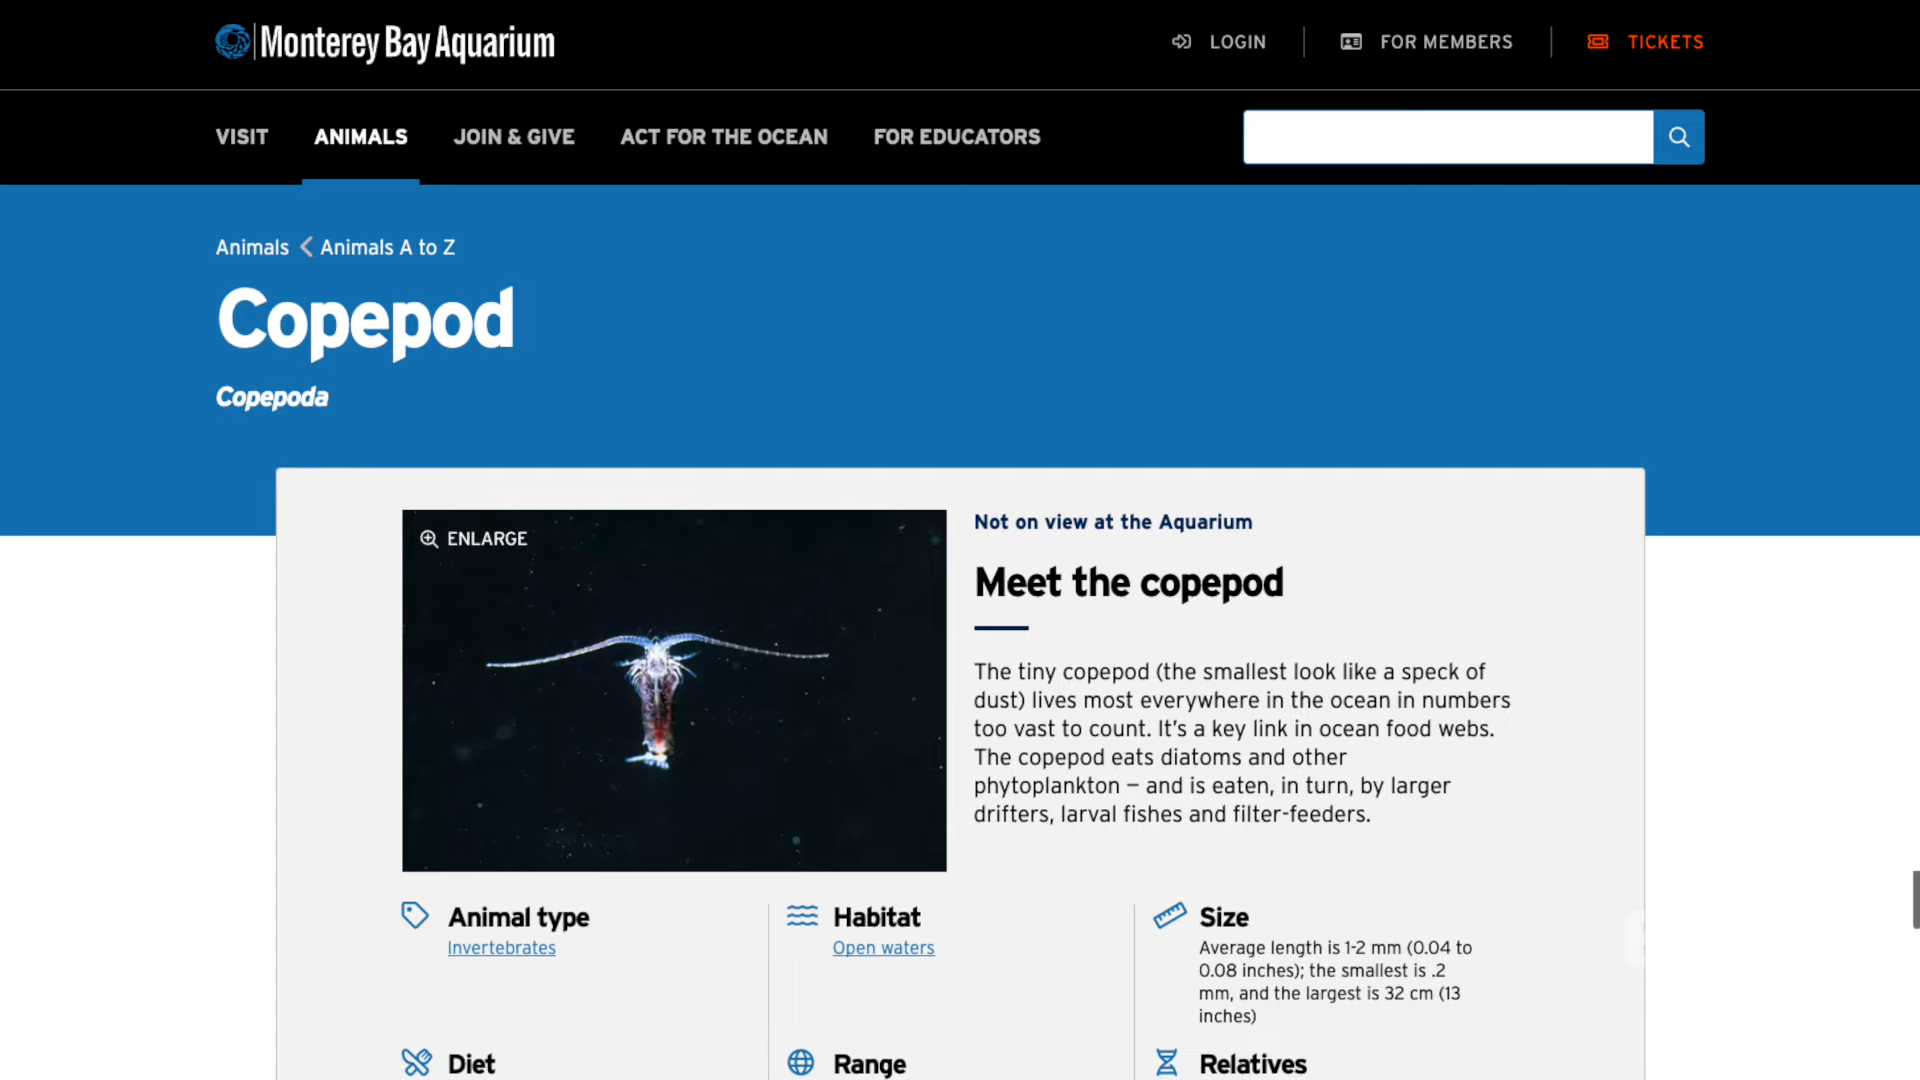 Monterey Bay Aquarium
LOGIN
FOR MEMBERS
TICKETS
VISIT
ANIMALS
JOIN & GIVE
ACT FOR THE OCEAN
FOR EDUCATORS
Animals
Animals A to Z
Copepod
Copepoda
ENLARGE
Not on view at the Aquarium
Meet the copepod
The tiny copepod (the smallest look like a speck of
dust) lives most everywhere in the ocean in numbers
too vast to count. It's a key link in ocean food webs.
The copepod eats diatoms and other
phytoplankton – and is eaten, in turn, by larger
drifters, larval fishes and filter-feeders.
Animal type
Invertebrates
Habitat
Open waters
Size
Average length is 1-2 mm (0.04 to
0.08 inches); the smallest is .2
mm, and the largest is 32 cm (13
inches)
Diet
Range
Relatives